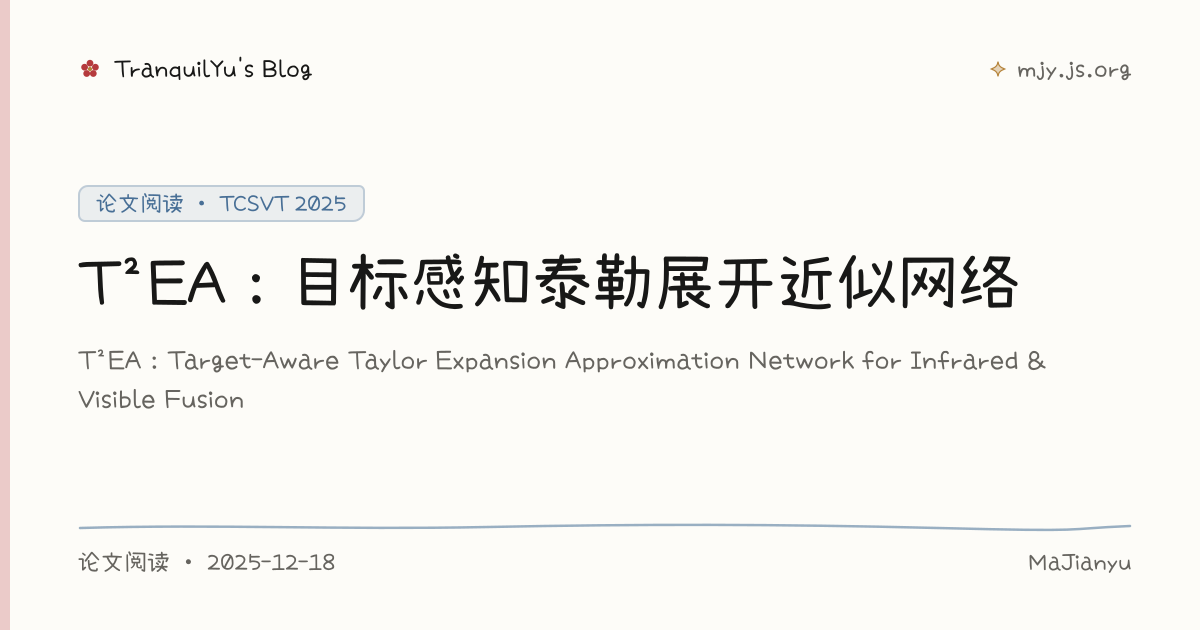 TranquilYu's Blog
mjy.js.org
论文阅读 • TCSVT 2025
T²EA：目标感知泰勒展开近似网络
T²EA : Target-Aware Taylor Expansion Approximation Network for Infrared &
Visible Fusion
论文阅读 • 2025-12-18
MaJianyu